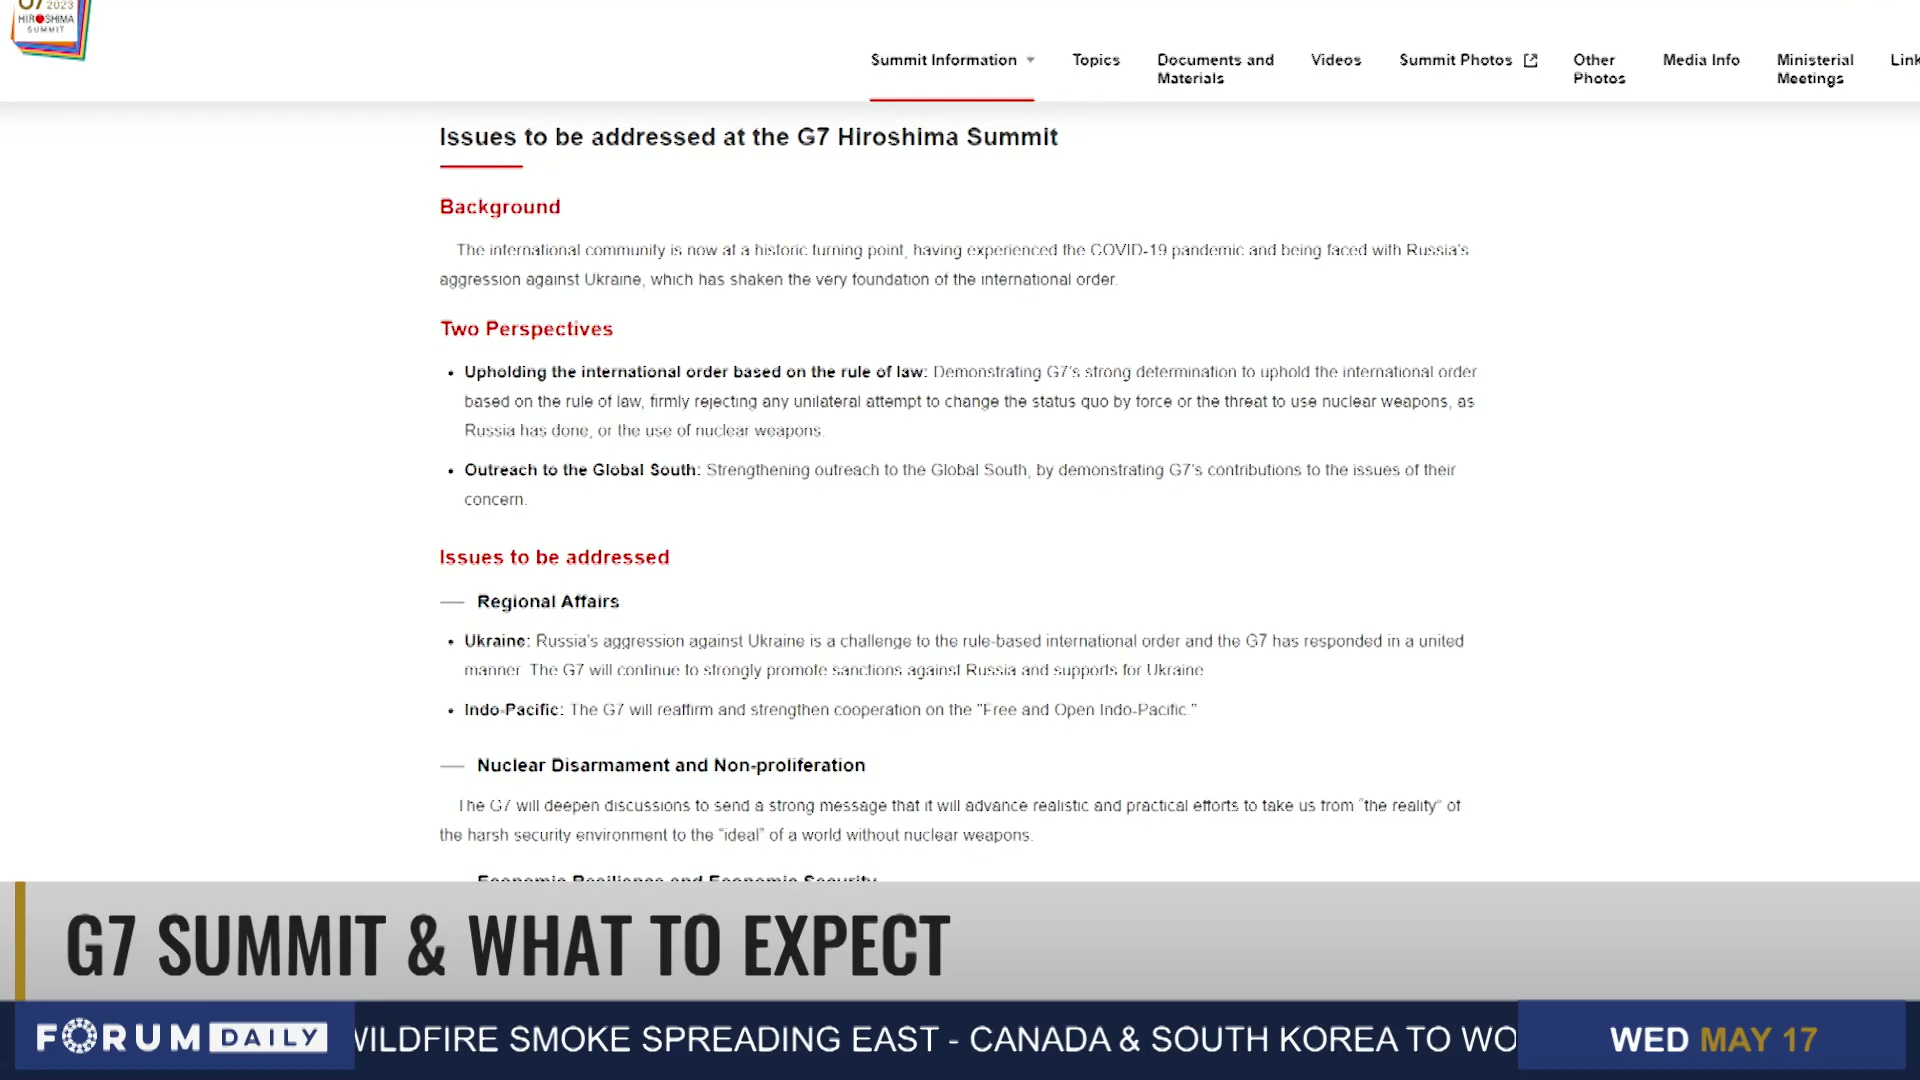 G7 2023
HIROSHIMA
SUMMIT
Summit Information
Topics
Documents and
Materials
Videos
Summit Photos
Other
Photos
Media Info
Ministerial
Meetings
Link
Issues to be addressed at the G7 Hiroshima Summit
Background
The international community is now at a historic turning point, having experienced the COVID-19 pandemic and being faced with Russia's
aggression against Ukraine, which has shaken the very foundation of the international order.
Two Perspectives
• Upholding the international order based on the rule of law: Demonstrating G7's strong determination to uphold the international order
based on the rule of law, firmly rejecting any unilateral attempt to change the status quo by force or the threat to use nuclear weapons, as
Russia has done, or the use of nuclear weapons.
• Outreach to the Global South: Strengthening outreach to the Global South, by demonstrating G7's contributions to the issues of their
concern.
Issues to be addressed
— Regional Affairs
• Ukraine: Russia's aggression against Ukraine is a challenge to the rule-based international order and the G7 has responded in a united
manner. The G7 will continue to strongly promote sanctions against Russia and supports for Ukraine
• Indo-Pacific: The G7 will reaffirm and strengthen cooperation on the "Free and Open Indo-Pacific."
— Nuclear Disarmament and Non-proliferation
The G7 will deepen discussions to send a strong message that it will advance realistic and practical efforts to take us from "the reality" of
the harsh security environment to the "ideal" of a world without nuclear weapons.
Economic Resilience and Economic Security
G7 SUMMIT & WHAT TO EXPECT
FORUM DAILY
WILDFIRE SMOKE SPREADING EAST - CANADA & SOUTH KOREA TO WO
WED MAY 17